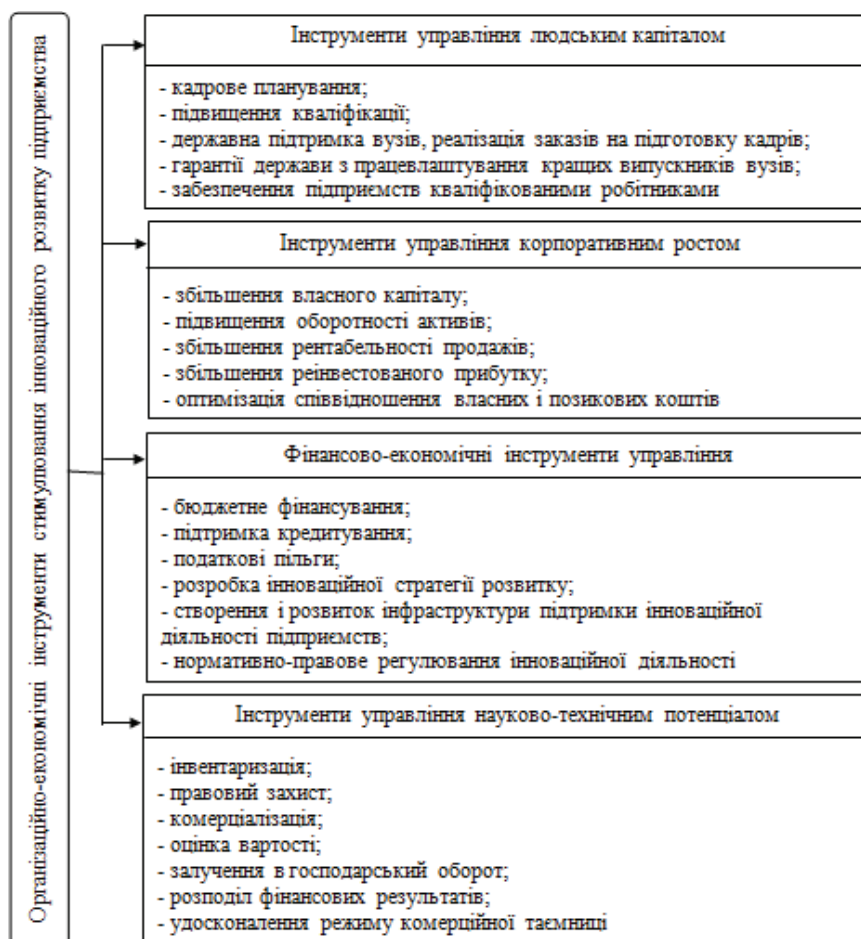 Організаційно-економічні інструменти стимулювання інноваційного розвитку підприємства
Інструменти управління людським капіталом
- кадрове планування;
- підвищення кваліфікації;
- державна підтримка вузів, реалізація заказів на підготовку кадрів;
- гарантії держави з працевлаштування кращих випускників вузів;
- забезпечення підприємств кваліфікованими робітниками
Інструменти управління корпоративним ростом
- збільшення власного капіталу;
- підвищення оборотності активів;
- збільшення рентабельності продажів;
- збільшення реінвестованого прибутку;
- оптимізація співвідношення власних і позикових коштів
Фінансово-економічні інструменти управління
- бюджетне фінансування;
- підтримка кредитування;
- податкові пільги;
- розробка інноваційної стратегії розвитку;
- створення і розвиток інфраструктури підтримки інноваційної
діяльності підприємств;
- нормативно-правове регулювання інноваційної діяльності
Інструменти управління науково-технічним потенціалом
- інвентаризація;
- правовий захист;
- комерціалізація;
- оцінка вартості;
- залучення в господарський оборот;
- розподіл фінансових результатів;
- удосконалення режиму комерційної таємниці